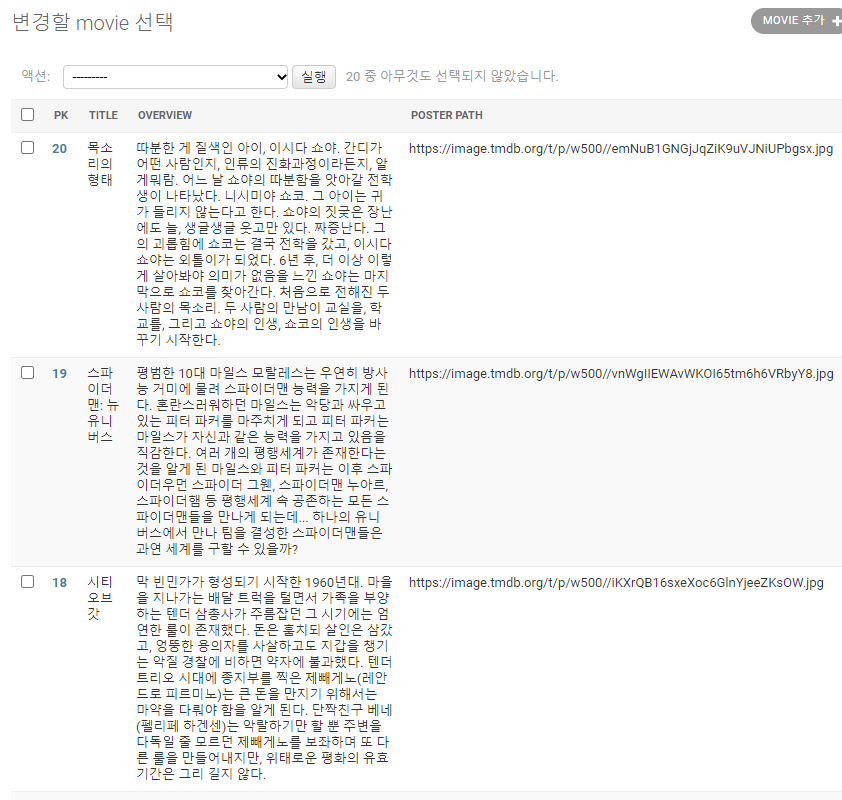 변경할 movie 선택
MOVIE 추가 +
액션: --------- 실행 20 중 아무것도 선택되지 않았습니다.
PK TITLE OVERVIEW POSTER PATH
20
목소
리의
형태
따분한 게 질색인 아이, 이시다 쇼야. 간디가
어떤 사람인지, 인류의 진화과정이라든지, 알
게뭐람. 어느 날 쇼야의 따분함을 앗아갈 전학
생이 나타났다. 니시미야 쇼코. 그 아이는 귀
가 들리지 않는다고 한다. 쇼야의 짓궂은 장난
에도 늘, 생글생글 웃고만 있다. 짜증난다. 그
의 괴롭힘에 쇼코는 결국 전학을 갔고, 이시다
쇼야는 외톨이가 되었다. 6년 후, 더 이상 이렇
게 살아봐야 의미가 없음을 느낀 쇼야는 마지
막으로 쇼코를 찾아간다. 처음으로 전해진 두
사람의 목소리. 두 사람의 만남이 교실을, 학
교를, 그리고 쇼야의 인생, 쇼코의 인생을 바
꾸기 시작한다.
https://image.tmdb.org/t/p/w500//emNuB1GNGjJqZiK9uVJNiUPbgsx.jpg
19
스파
이더
맨: 뉴
유니
버스
평범한 10대 마일스 모랄레스는 우연히 방사
능 거미에 물려 스파이더맨 능력을 가지게 된
다. 혼란스러워하던 마일스는 악당과 싸우고
있는 피터 파커를 마주치게 되고 피터 파커는
마일스가 자신과 같은 능력을 가지고 있음을
직감한다. 여러 개의 평행세계가 존재한다는
것을 알게 된 마일스와 피터 파커는 이후 스파
이더우먼 스파이더 그웬, 스파이더맨 누아르,
스파이더햄 등 평행세계 속 공존하는 모든 스
파이더맨들을 만나게 되는데... 하나의 유니
버스에서 만나 팀을 결성한 스파이더맨들은
과연 세계를 구할 수 있을까?
https://image.tmdb.org/t/p/w500//vnWgIIEWAvWKOI65tm6h6VRbyY8.jpg
18
시티
오브
갓
막 빈민가가 형성되기 시작한 1960년대. 마을
을 지나가는 배달 트럭을 털면서 가족을 부양
하는 텐더 삼총사가 주름잡던 그 시기에는 엄
연한 룰이 존재했다. 돈은 훔치되 살인은 삼갔
고, 엉뚱한 용의자를 사살하고도 지갑을 챙기
는 악질 경찰에 비하면 약자에 불과했다. 텐더
트리오 시대에 종지부를 찍은 제빼게노(레안
드로 피르미노)는 큰 돈을 만지기 위해서는
마약을 다뤄야 함을 알게 된다. 단짝친구 베네
(펠리페 하겐센)는 악랄하기만 할 뿐 주변을
다독일 줄 모르던 제빼게노를 보좌하며 또 다
른 룰을 만들어내지만, 위태로운 평화의 유효
기간은 그리 길지 않다.
https://image.tmdb.org/t/p/w500//iKXrQB16sxeXoc6GlnYjeeZKsOW.jpg